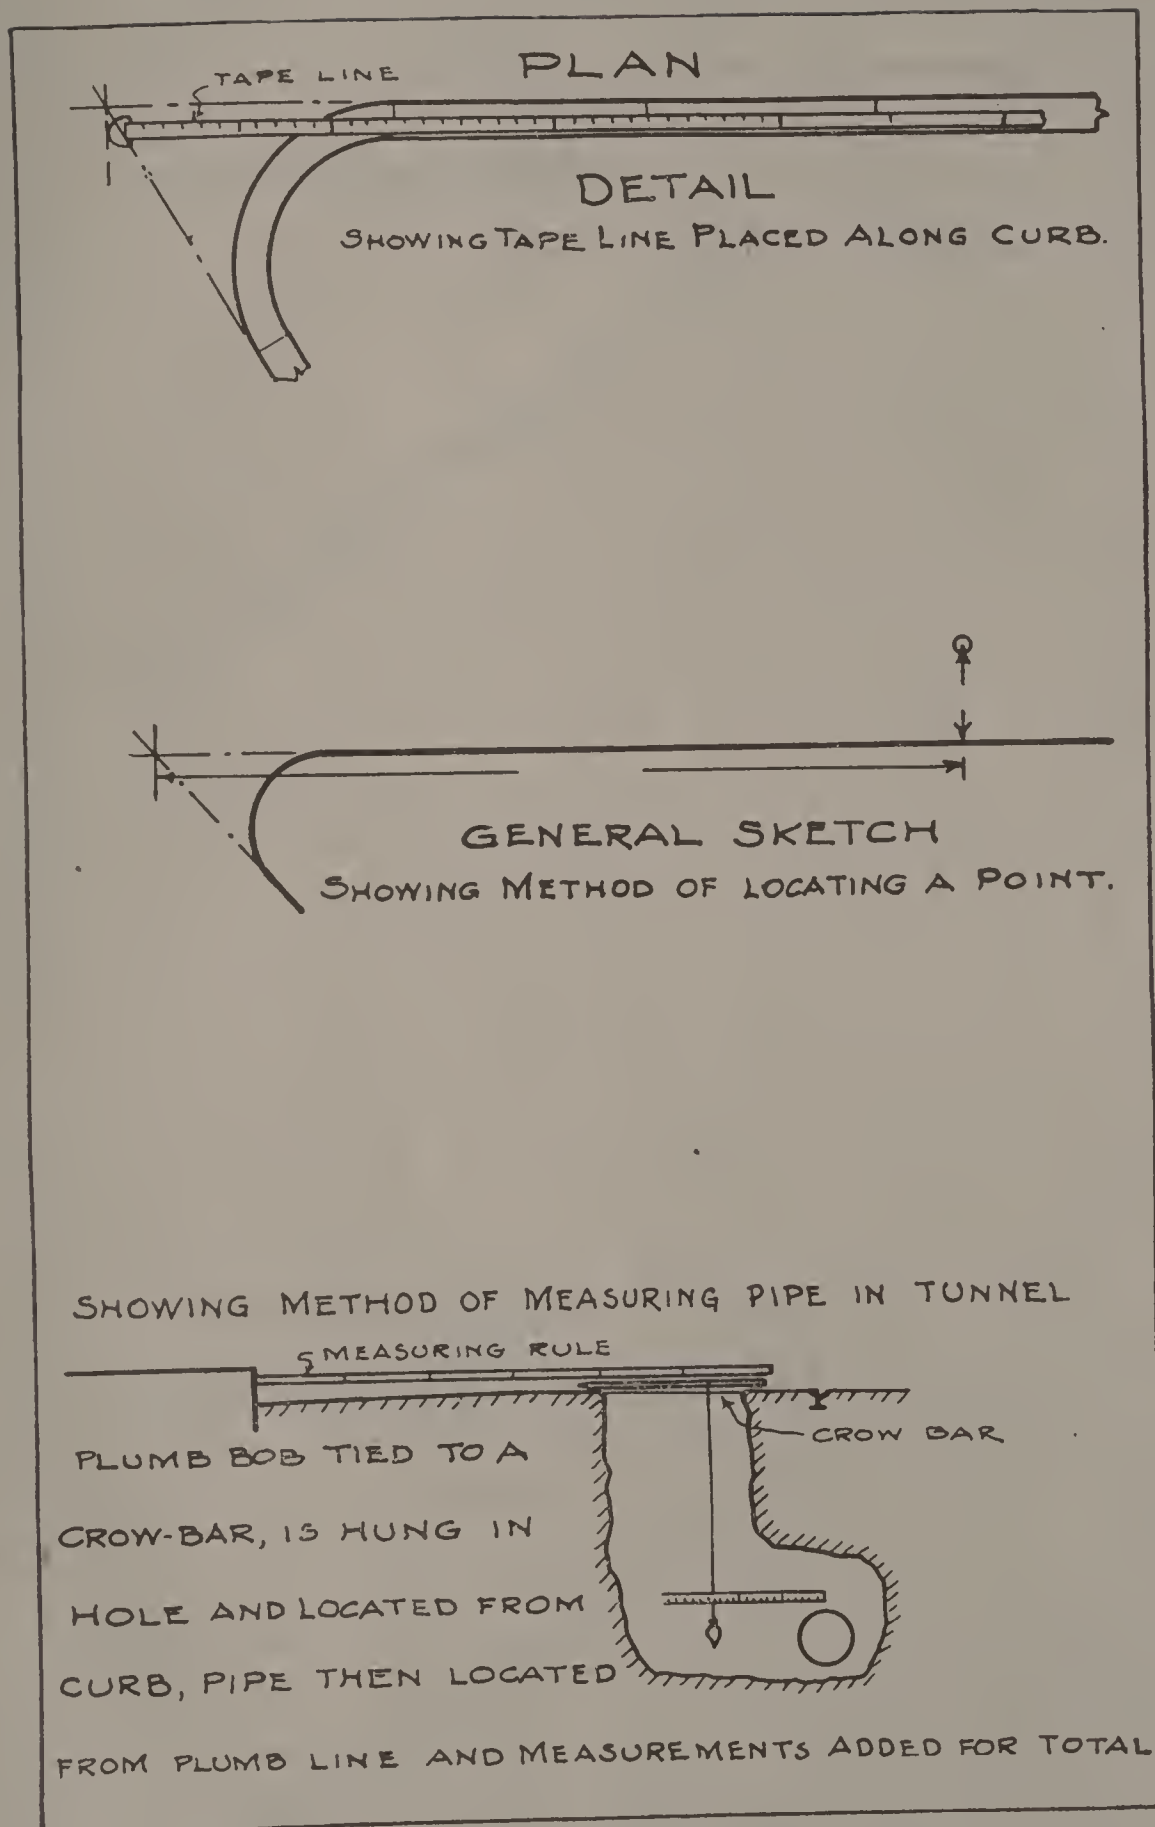 PLAN
TAPE LINE
DETAIL
SHOWING TAPE LINE PLACED ALONG CURB.
GENERAL SKETCH
SHOWING METHOD OF LOCATING A POINT.
SHOWING METHOD OF MEASURING PIPE IN TUNNEL
MEASURING RULE
CROW BAR
PLUMB BOB TIED TO A
CROW-BAR, IS HUNG IN
HOLE AND LOCATED FROM
CURB, PIPE THEN LOCATED
FROM PLUMB LINE AND MEASUREMENTS ADDED FOR TOTAL